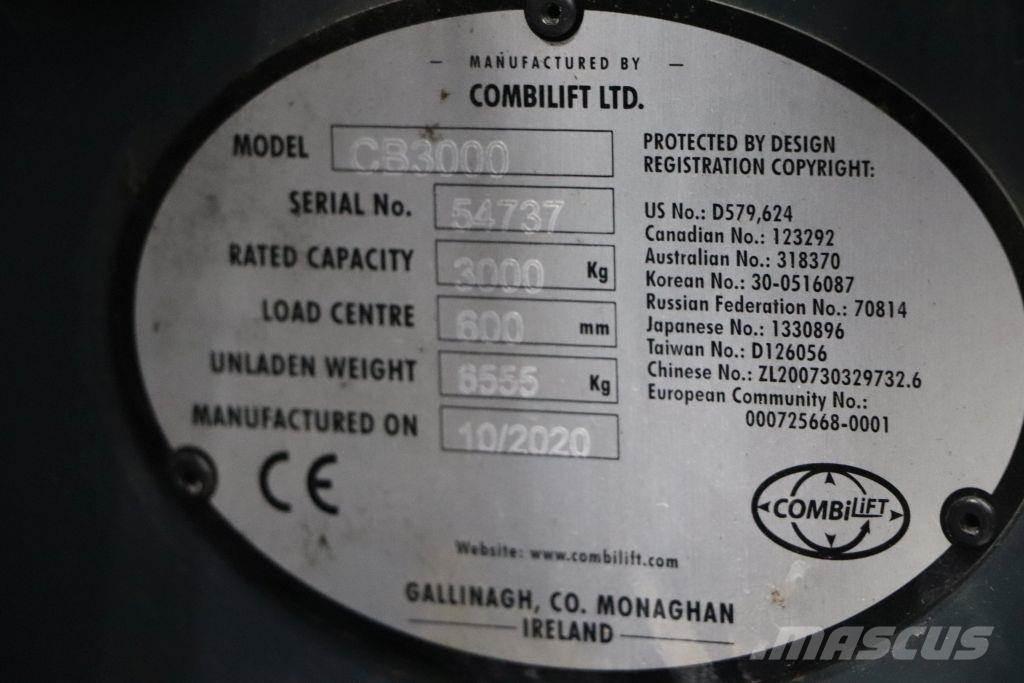 — MANUFACTURED BY —
COMBILIFT LTD.
MODEL CB3000
SERIAL No. 54737
RATED CAPACITY 3000 Kg
LOAD CENTRE 600 mm
UNLADEN WEIGHT 6555 Kg
MANUFACTURED ON 10/2020
CE
PROTECTED BY DESIGN
REGISTRATION COPYRIGHT:
US No.: D579,624
Canadian No.: 123292
Australian No.: 318370
Korean No.: 30-0516087
Russian Federation No.: 70814
Japanese No.: 1330896
Taiwan No.: D126056
Chinese No.: ZL200730329732.6
European Community No.:
000725668-0001
COMBiLiFT
Website: www.combilift.com
GALLINAGH, CO. MONAGHAN
IRELAND
MASCUS